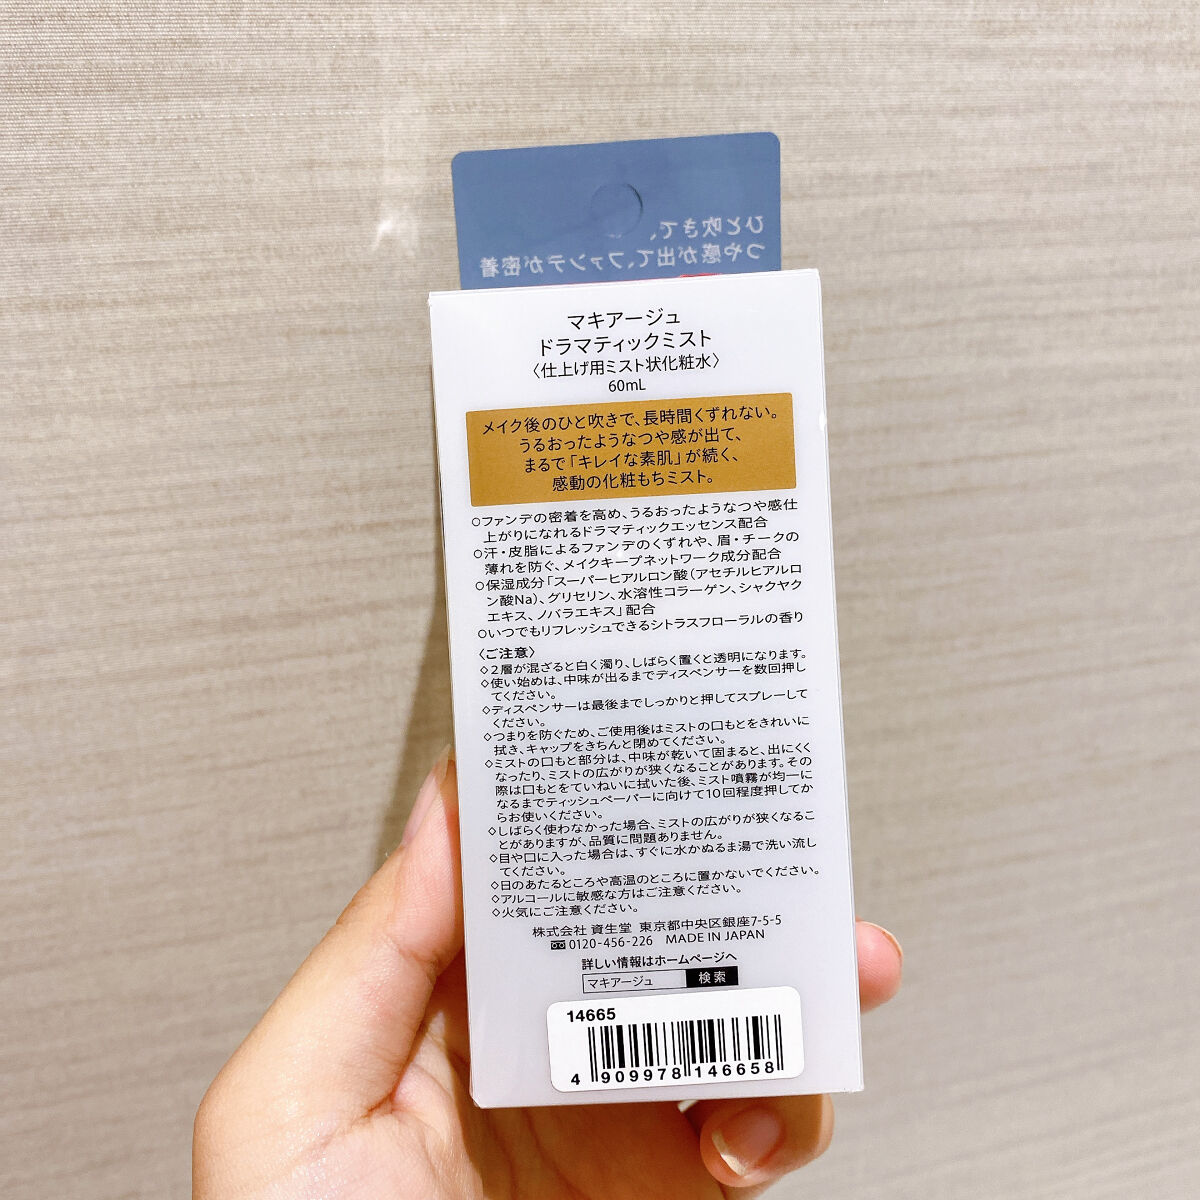 ひと吹きで、
つや感が出て、ファンデが密着
マキアージュ
ドラマティックミスト
〈仕上げ用ミスト状化粧水〉
60mL
メイク後のひと吹きで、長時間くずれない。
うるおったようなつや感が出て、
まるで「キレイな素肌」が続く、
感動の化粧もちミスト。
○ファンデの密着を高め、うるおったようなつや感仕
上がりになれるドラマティックエッセンス配合
○汗・皮脂によるファンデのくずれや、眉・チークの
薄れを防ぐ、メイクキープネットワーク成分配合
○保湿成分「スーパーヒアルロン酸（アセチルヒアルロ
ン酸Na）、グリセリン、水溶性コラーゲン、シャクヤク
エキス、ノバラエキス」配合
○いつでもリフレッシュできるシトラスフローラルの香り
〈ご注意〉
◇2層が混ざると白く濁り、しばらく置くと透明になります。
◇使い始めは、中味が出るまでディスペンサーを数回押し
てください。
◇ディスペンサーは最後までしっかりと押してスプレーして
ください。
◇つまりを防ぐため、ご使用後はミストの口もとをきれいに
拭き、キャップをきちんと閉めてください。
◇ミストの口もと部分は、中味が乾いて固まると、出にくく
なったり、ミストの広がりが狭くなることがあります。その
際は口もとをていねいに拭いた後、ミスト噴霧が均一に
なるまでティッシュペーパーに向けて10回程度押してか
らお使いください。
◇しばらく使わなかった場合、ミストの広がりが狭くなるこ
とがありますが、品質に問題ありません。
◇目や口に入った場合は、すぐに水かぬるま湯で洗い流し
てください。
◇日のあたるところや高温のところに置かないでください。
◇アルコールに敏感な方はご注意ください。
◇火気にご注意ください。
株式会社 資生堂 東京都中央区銀座7-5-5
0120-456-226 MADE IN JAPAN
詳しい情報はホームページへ
マキアージュ 検索
14665
4 909978 146658